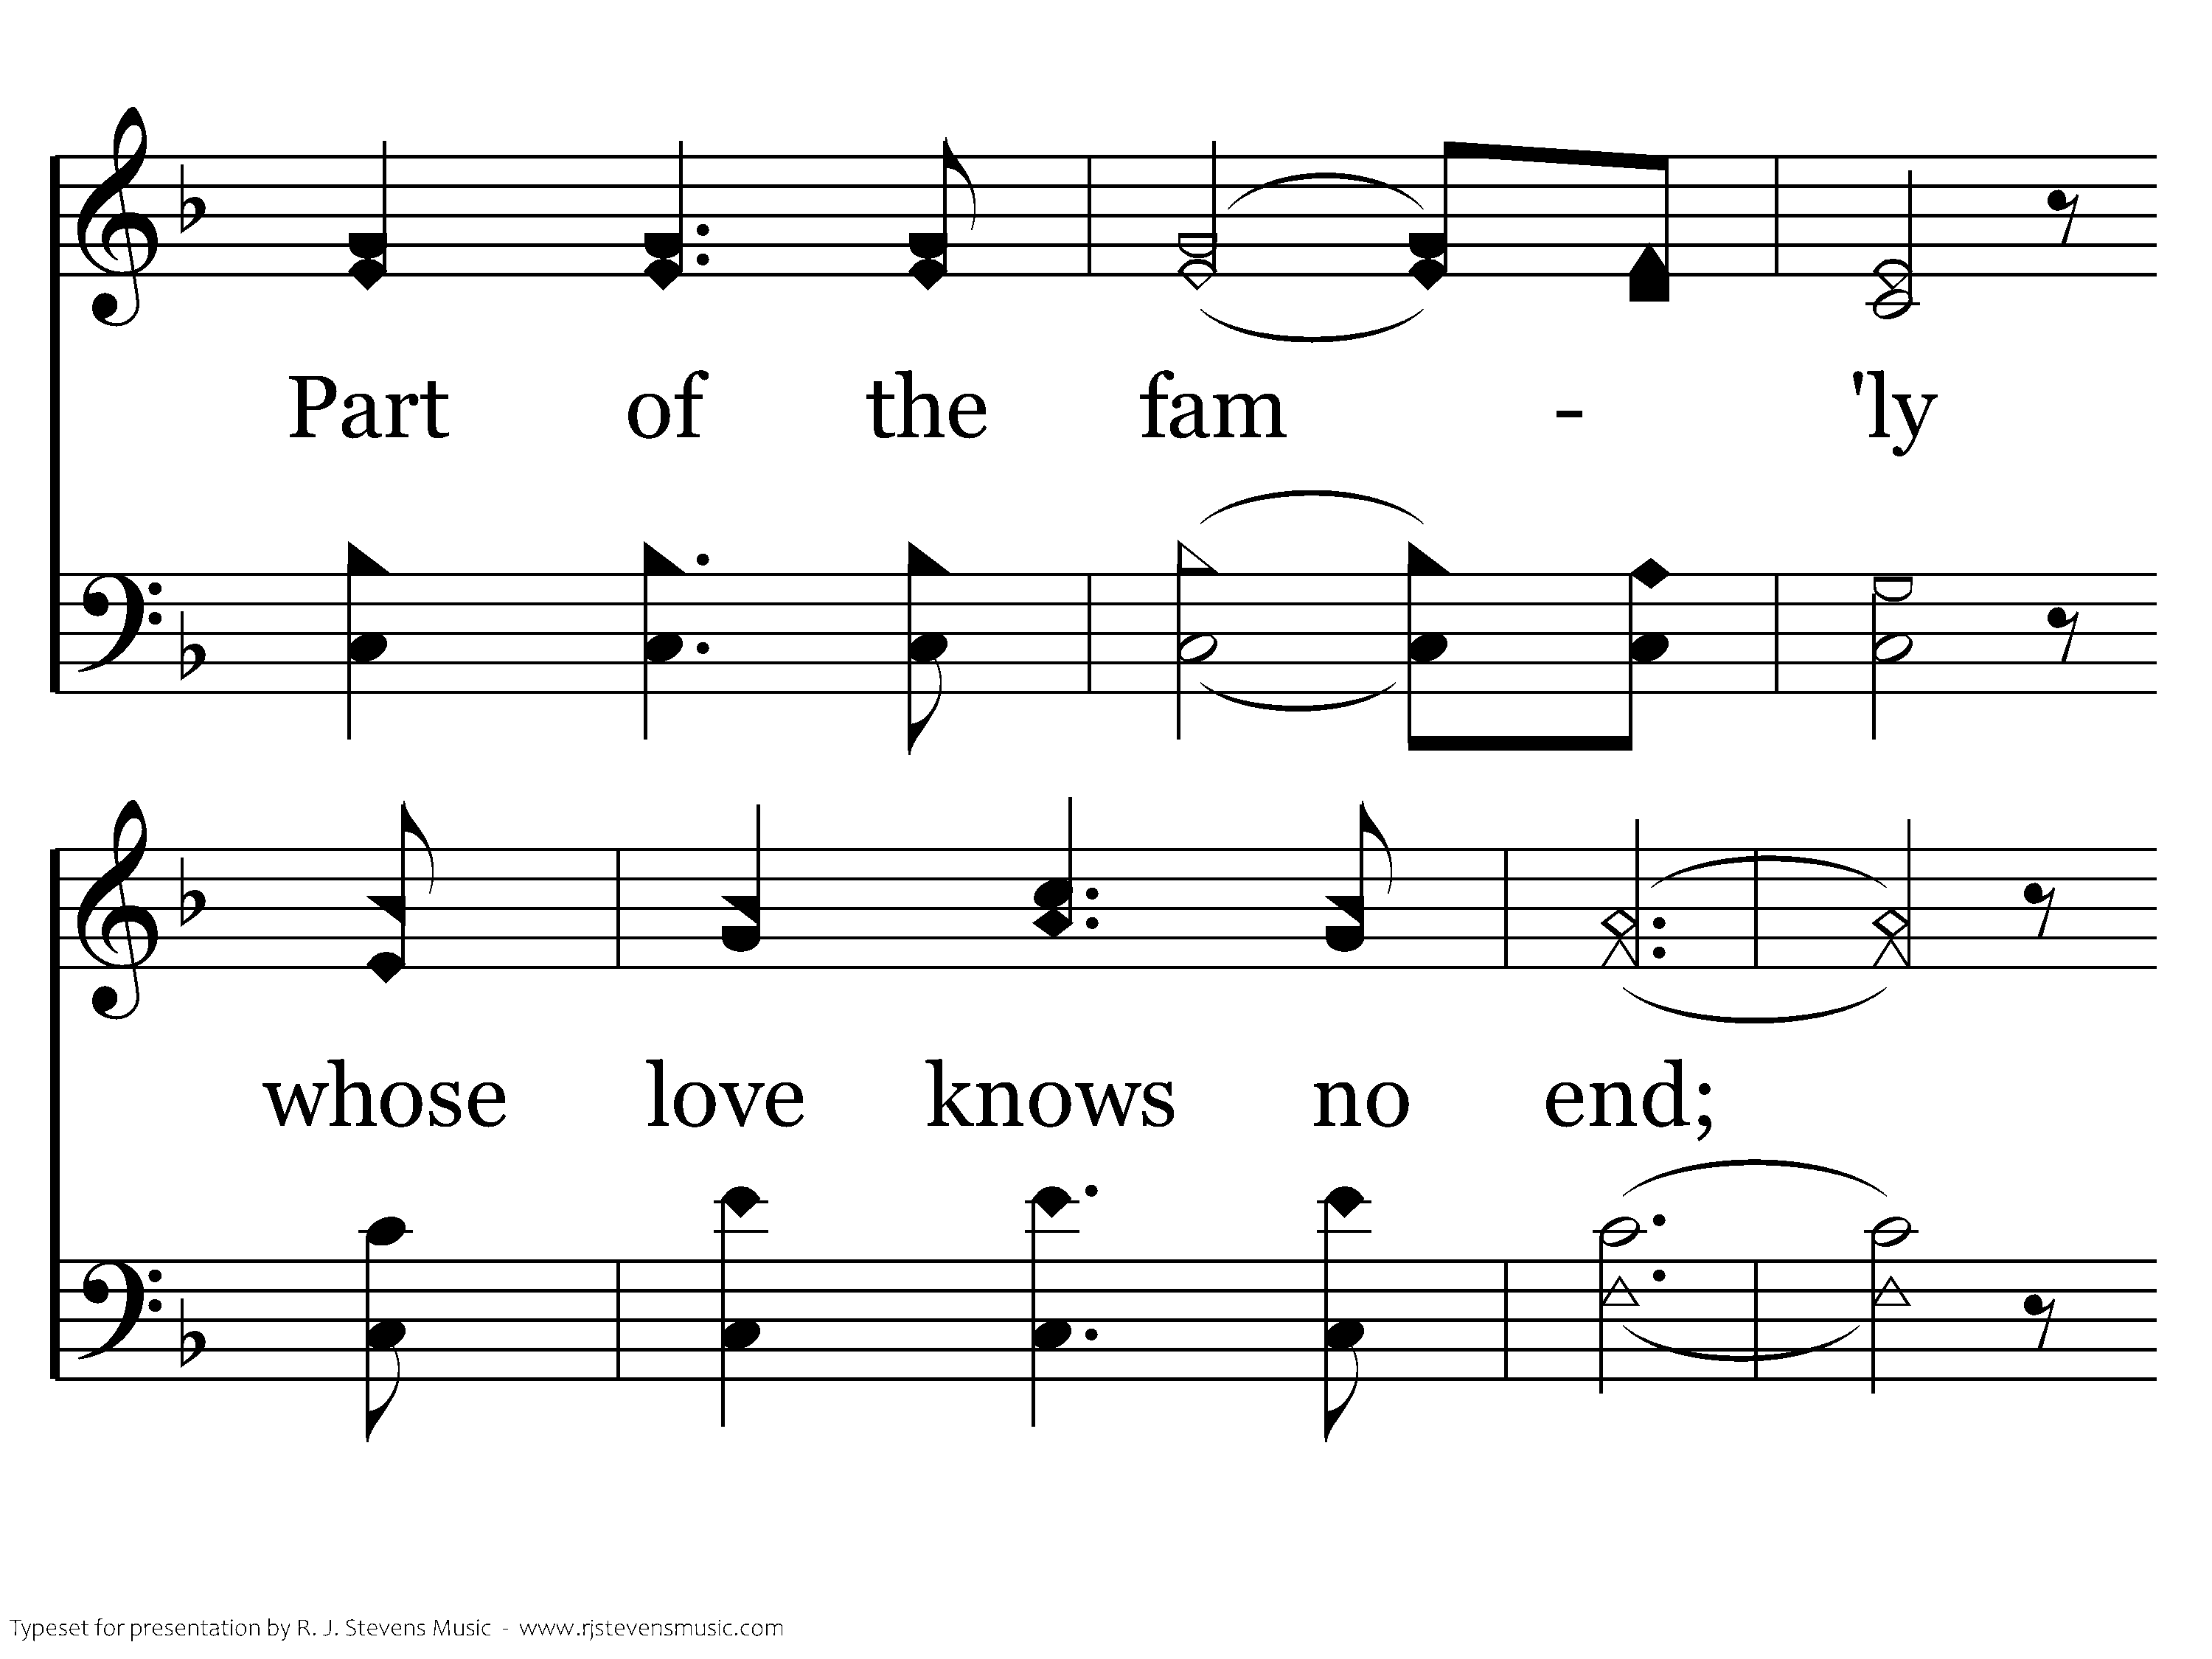 Part of the fam - 'ly
whose love knows no end;
Typeset for presentation by R. J. Stevens Music - www.rjstevensmusic.com